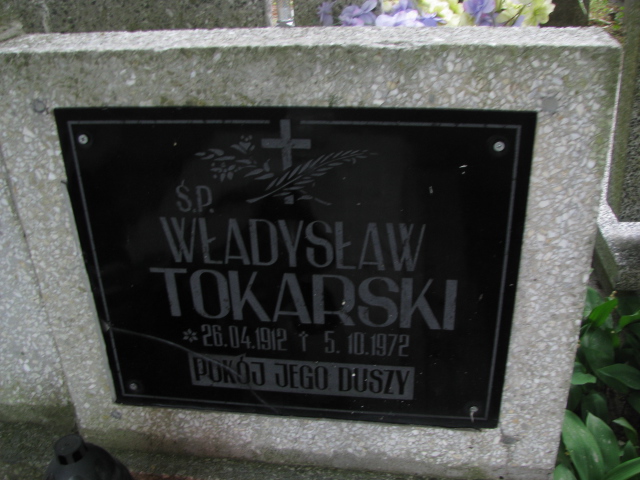 Ś.P.
WŁADYSŁAW
TOKARSKI
* 26.04.1912 † 5.10.1972
POKÓJ JEGO DUSZY